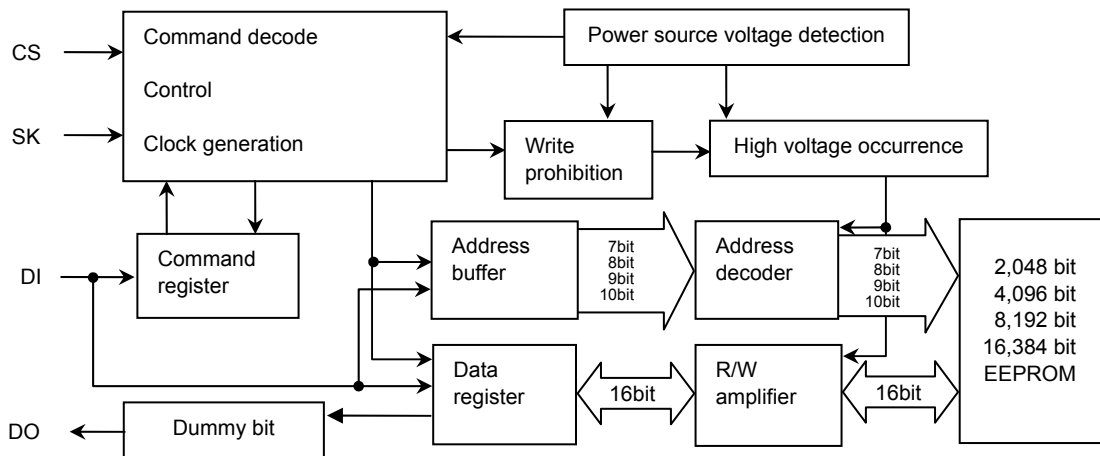 CS
SK
DI
DO
Command decode
Control
Clock generation
Power source voltage detection
Write
prohibition
High voltage occurrence
Command
register
Address
buffer
7bit
8bit
9bit
10bit
Address
decoder
7bit
8bit
9bit
10bit
2,048 bit
4,096 bit
8,192 bit
16,384 bit
EEPROM
Data
register
16bit
R/W
amplifier
16bit
Dummy bit